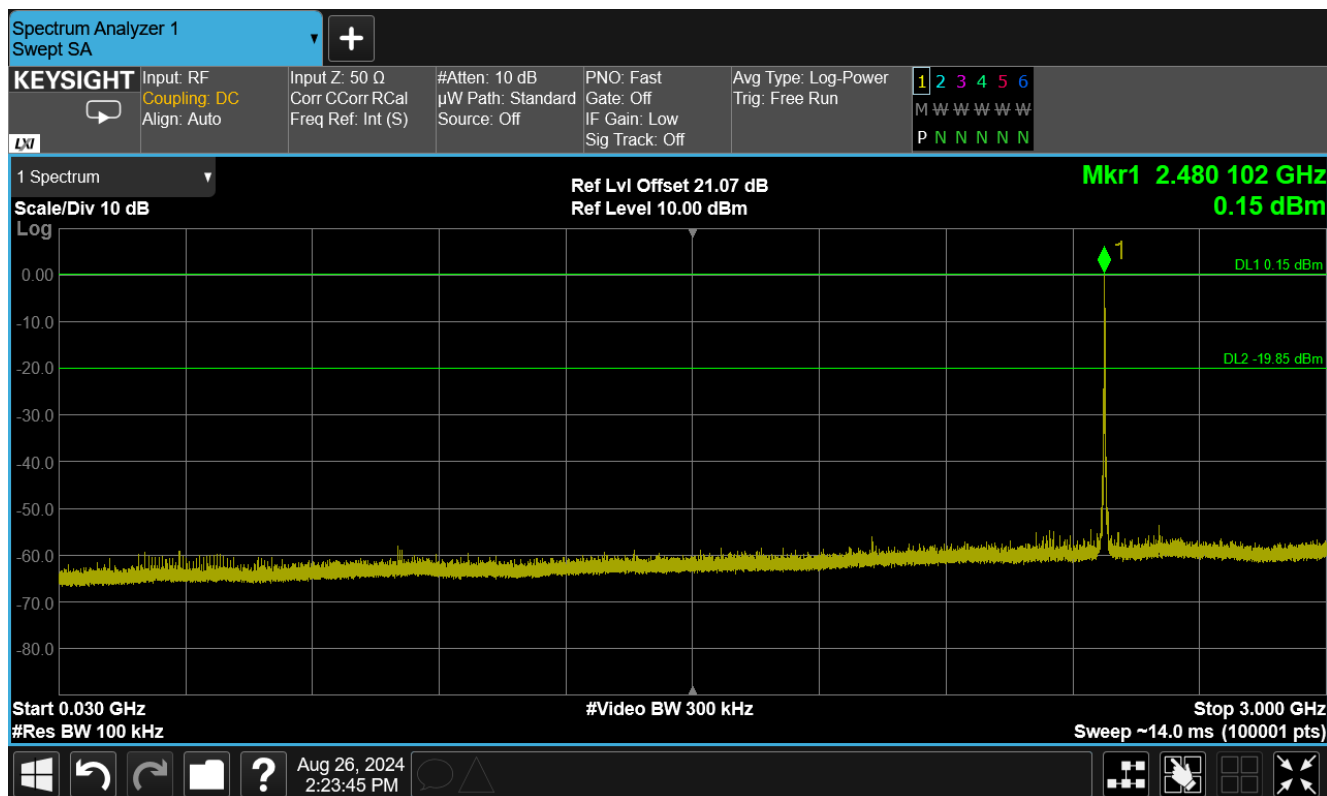 Spectrum Analyzer 1
Swept SA
KEYSIGHT
LXI
Input: RF
Coupling: DC
Align: Auto
Input Z: 50 Ω
Corr CCorr RCal
Freq Ref: Int (S)
#Atten: 10 dB
µW Path: Standard
Source: Off
PNO: Fast
Gate: Off
IF Gain: Low
Sig Track: Off
Avg Type: Log-Power
Trig: Free Run
1 2 3 4 5 6
M W W W W W
P N N N N N
1 Spectrum
Scale/Div 10 dB
Log
Ref Lvl Offset 21.07 dB
Ref Level 10.00 dBm
Mkr1 2.480 102 GHz
0.15 dBm
1
DL1 0.15 dBm
0.00
-10.0
DL2 -19.85 dBm
-20.0
-30.0
-40.0
-50.0
-60.0
-70.0
-80.0
Start 0.030 GHz
#Res BW 100 kHz
#Video BW 300 kHz
Stop 3.000 GHz
Sweep ~14.0 ms (100001 pts)
?
Aug 26, 2024
2:23:45 PM